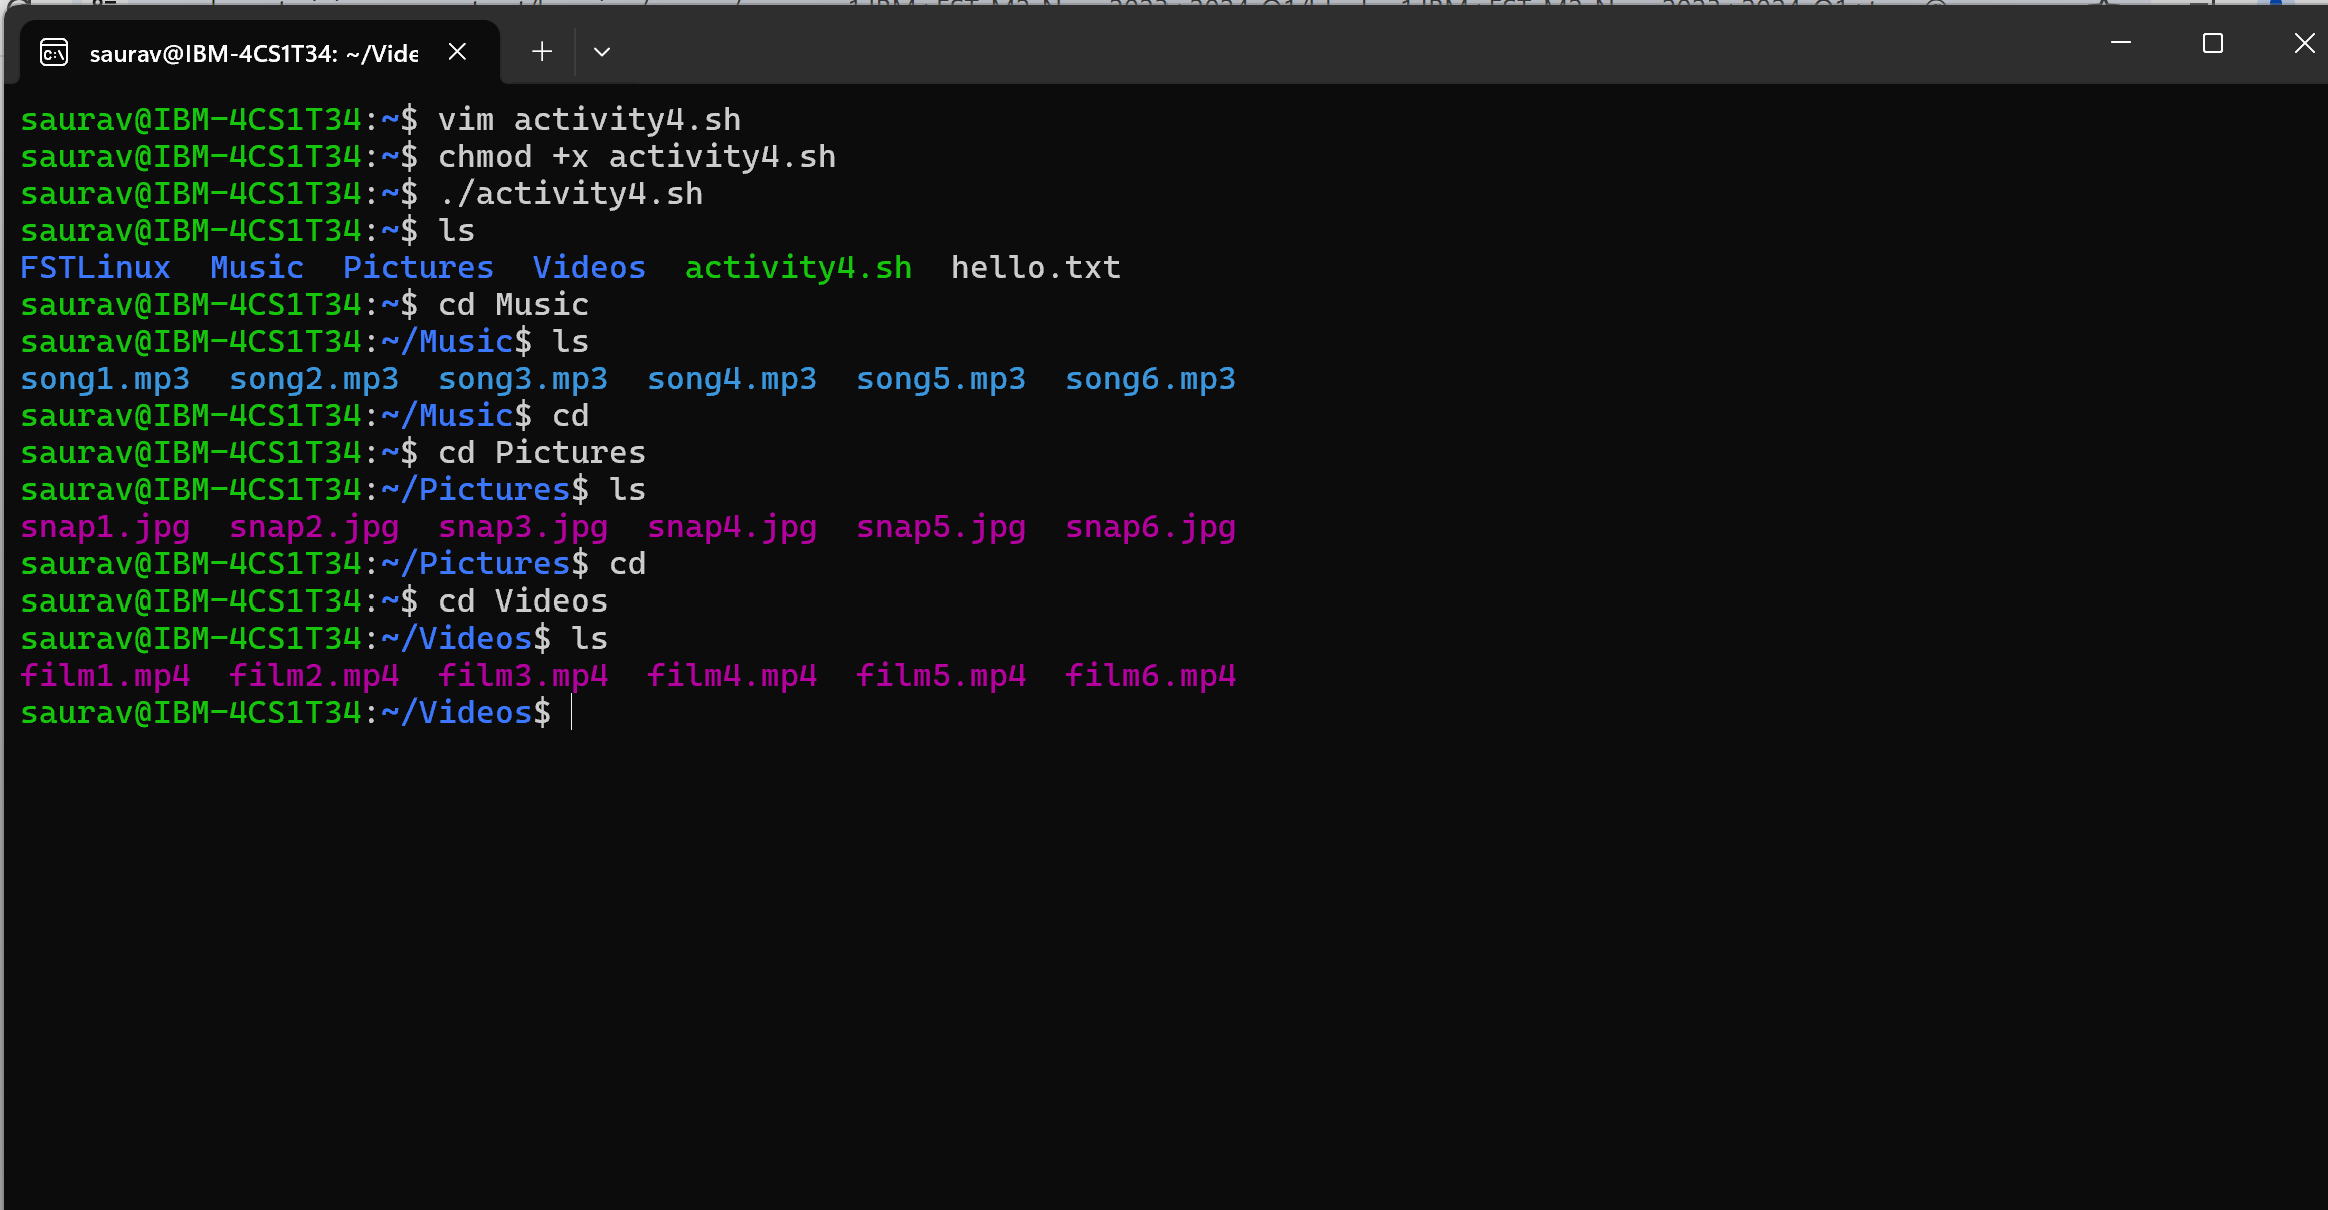 saurav@IBM-4CS1T34: ~/Vide
saurav@IBM-4CS1T34:~$ vim activity4.sh
saurav@IBM-4CS1T34:~$ chmod +x activity4.sh
saurav@IBM-4CS1T34:~$ ./activity4.sh
saurav@IBM-4CS1T34:~$ ls
FSTLinux  Music  Pictures  Videos  activity4.sh  hello.txt
saurav@IBM-4CS1T34:~$ cd Music
saurav@IBM-4CS1T34:~/Music$ ls
song1.mp3  song2.mp3  song3.mp3  song4.mp3  song5.mp3  song6.mp3
saurav@IBM-4CS1T34:~/Music$ cd
saurav@IBM-4CS1T34:~$ cd Pictures
saurav@IBM-4CS1T34:~/Pictures$ ls
snap1.jpg  snap2.jpg  snap3.jpg  snap4.jpg  snap5.jpg  snap6.jpg
saurav@IBM-4CS1T34:~/Pictures$ cd
saurav@IBM-4CS1T34:~$ cd Videos
saurav@IBM-4CS1T34:~/Videos$ ls
film1.mp4  film2.mp4  film3.mp4  film4.mp4  film5.mp4  film6.mp4
saurav@IBM-4CS1T34:~/Videos$